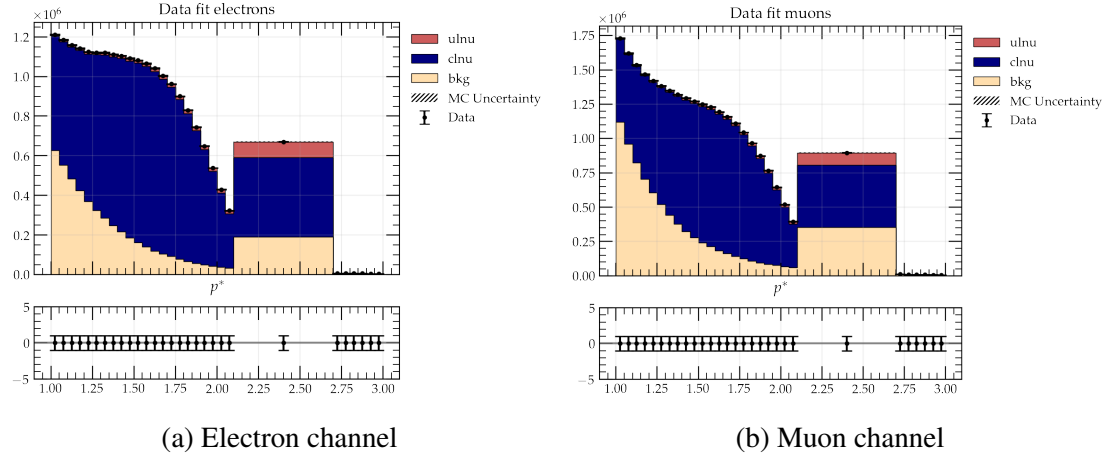 Data fit electrons
×10⁶
1.2
1.0
0.8
0.6
0.4
0.2
0.0
p*
ulnu
clnu
bkg
MC Uncertainty
Data
5
0
−5
1.00 1.25 1.50 1.75 2.00 2.25 2.50 2.75 3.00
(a) Electron channel
Data fit muons
×10⁶
1.75
1.50
1.25
1.00
0.75
0.50
0.25
0.00
p*
ulnu
clnu
bkg
MC Uncertainty
Data
5
0
−5
1.00 1.25 1.50 1.75 2.00 2.25 2.50 2.75 3.00
(b) Muon channel